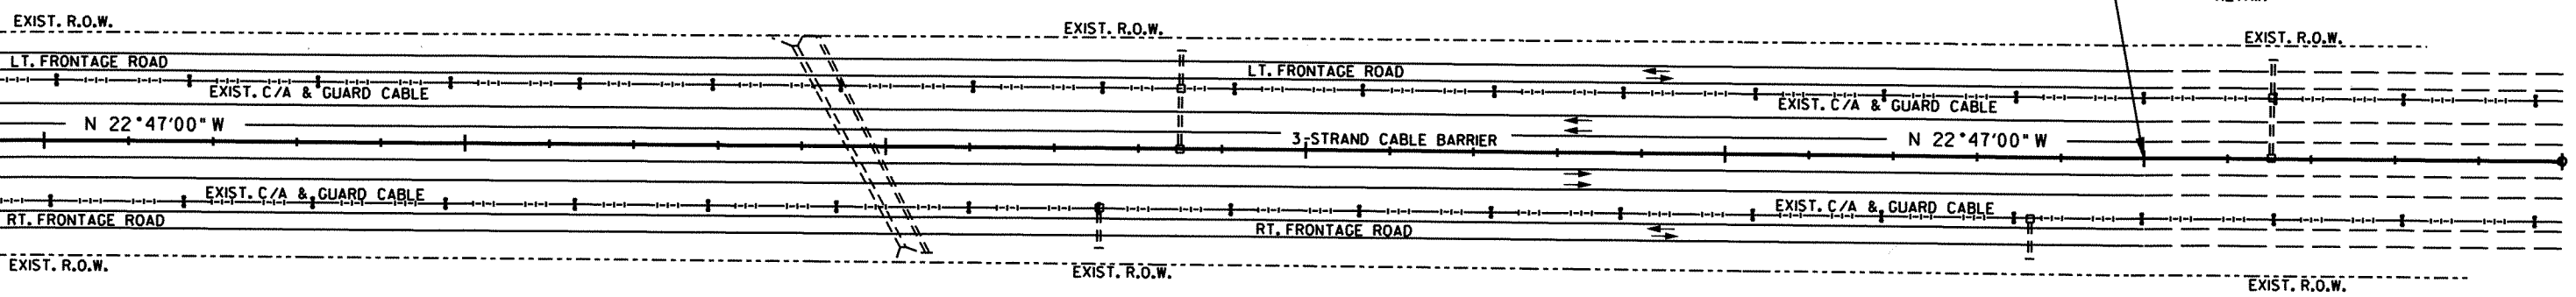 EXIST. R.O.W.
EXIST. R.O.W.
EXIST. R.O.W.
LT. FRONTAGE ROAD
LT. FRONTAGE ROAD
EXIST. C/A & GUARD CABLE
EXIST. C/A & GUARD CABLE
N 22°47'00" W
3-STRAND CABLE BARRIER
N 22°47'00" W
EXIST. C/A & GUARD CABLE
EXIST. C/A & GUARD CABLE
RT. FRONTAGE ROAD
RT. FRONTAGE ROAD
EXIST. R.O.W.
EXIST. R.O.W.
EXIST. R.O.W.